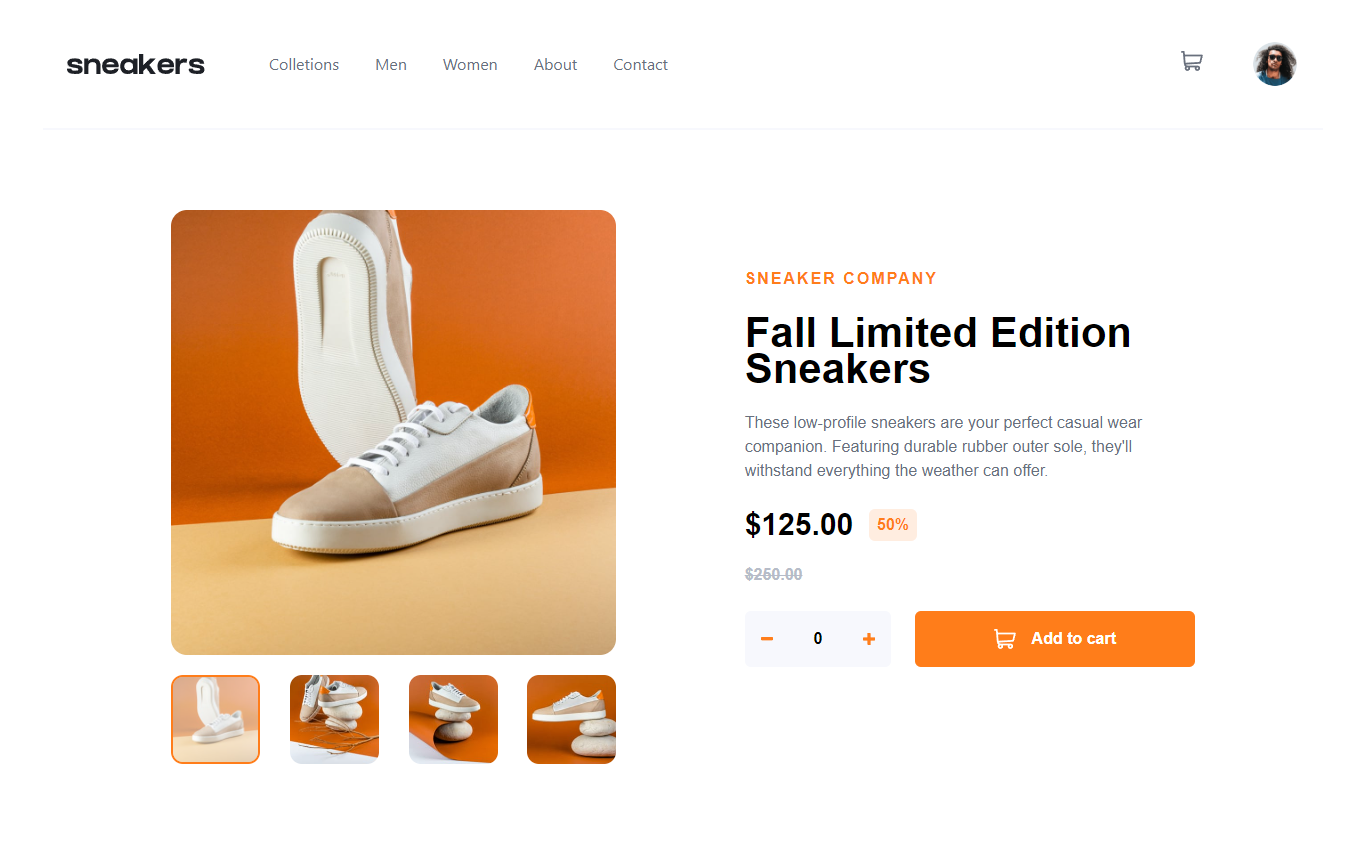 sneakers Colletions Men Women About Contact
SNEAKER COMPANY
Fall Limited Edition
Sneakers
These low-profile sneakers are your perfect casual wear
companion. Featuring durable rubber outer sole, they'll
withstand everything the weather can offer.
$125.00 50%
$250.00
0 Add to cart